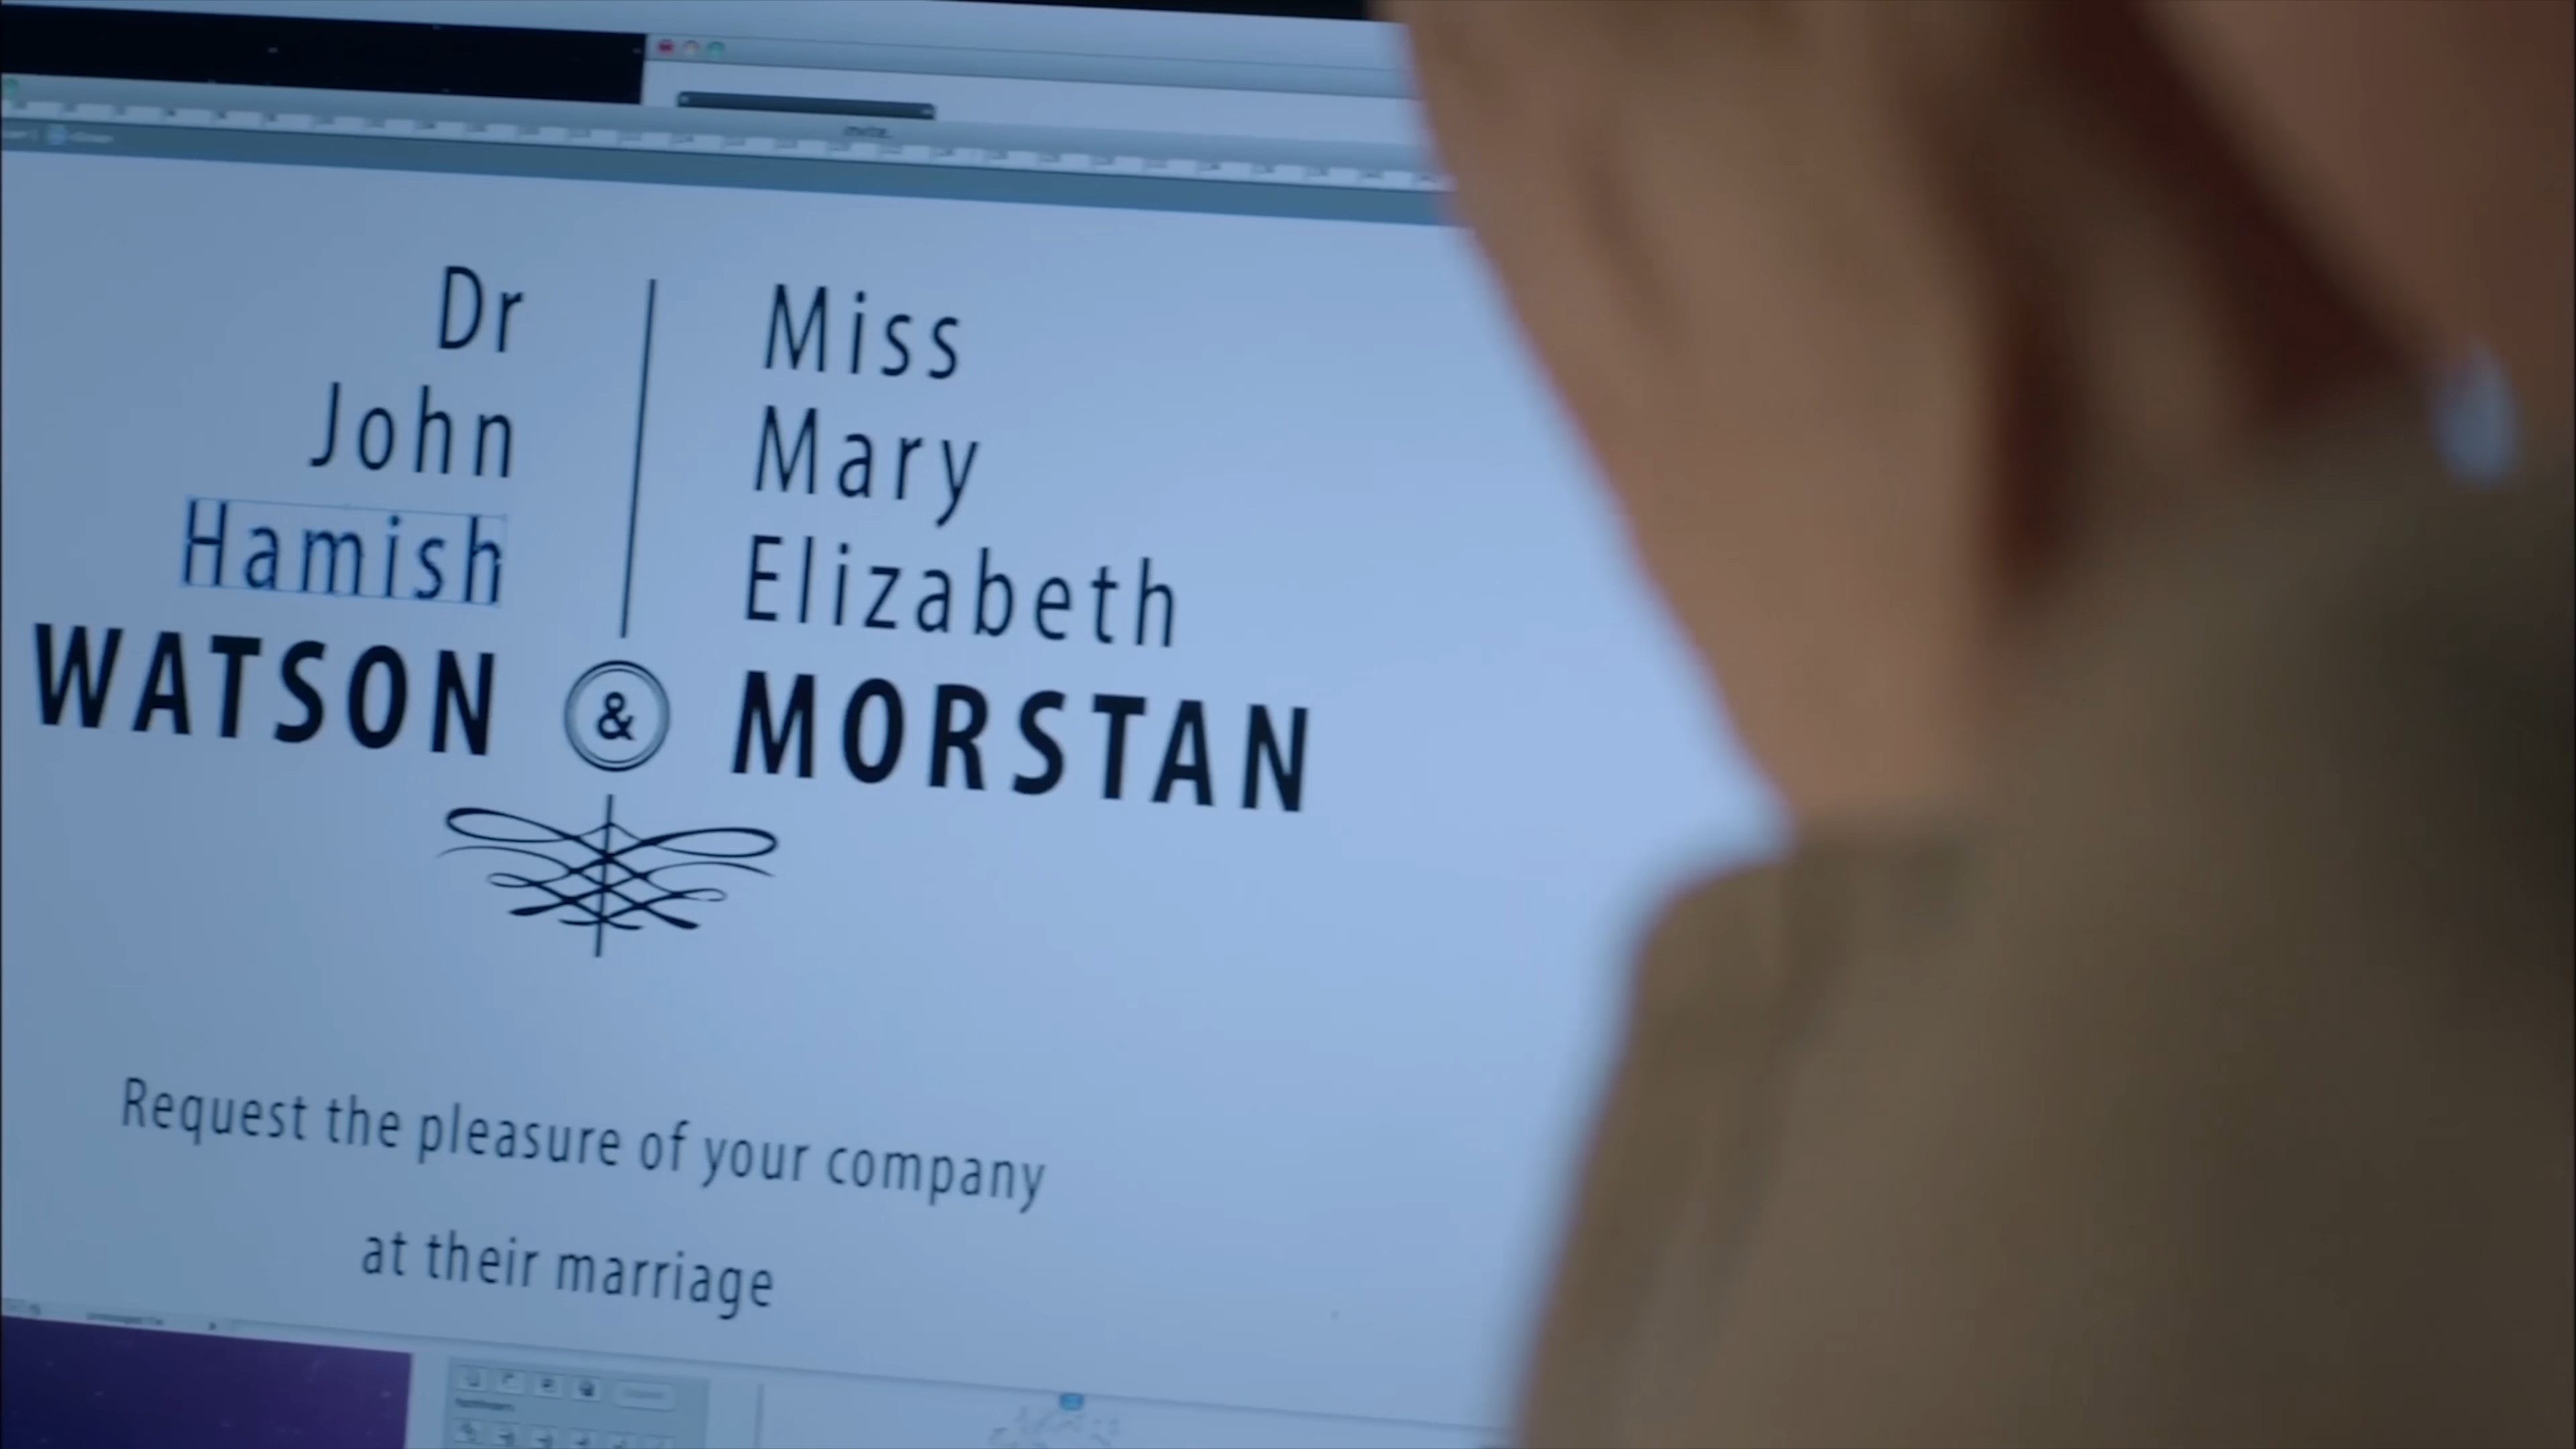 Dr
John
Hamish
WATSON
&
Miss
Mary
Elizabeth
MORSTAN
Request the pleasure of your company
at their marriage